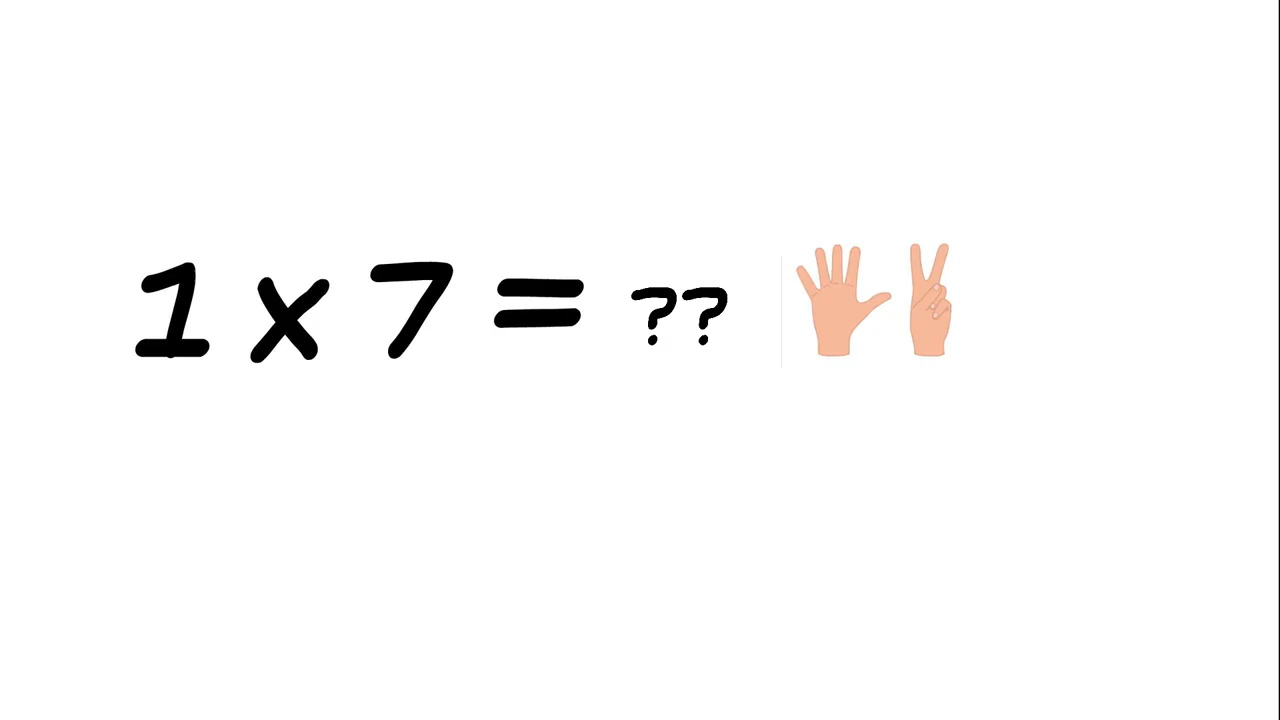 1 x 7 = ??